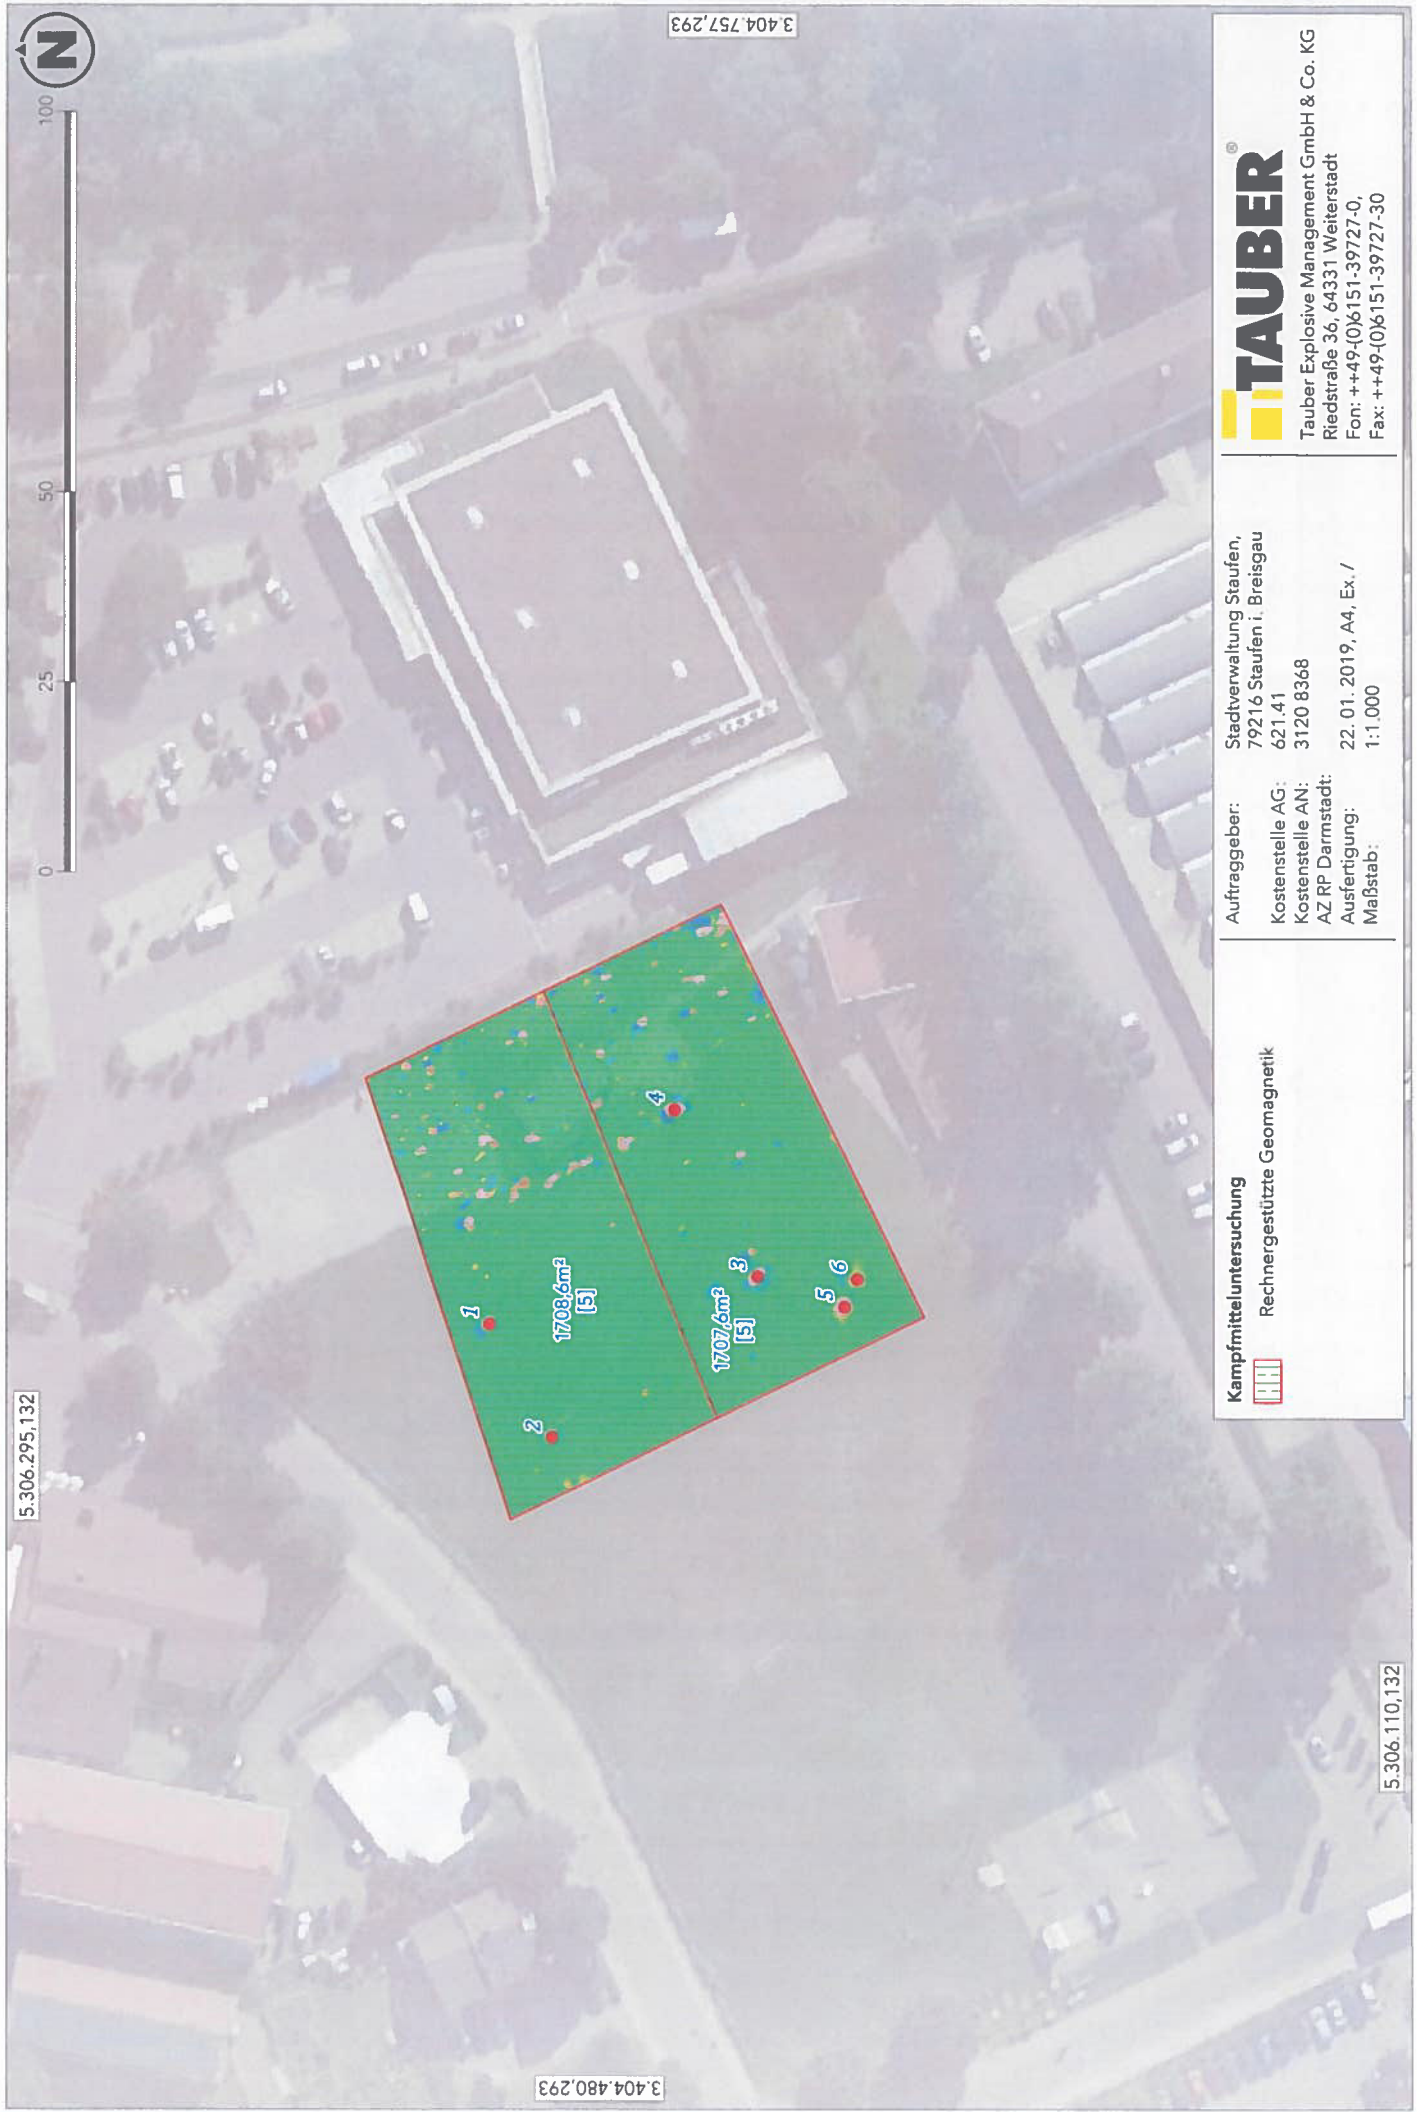 N
0 25 50 100
5.306.295,132
3.404.757,293
3.404.480,293
5.306.110,132
1
2
1708,6m²
[5]
3
4
1707,6m²
[5]
5
6
Kampfmitteluntersuchung
Rechnergestützte Geomagnetik
Auftraggeber: Stadtverwaltung Staufen,
79216 Staufen i. Breisgau
Kostenstelle AG: 621.41
Kostenstelle AN: 3120 8368
AZ RP Darmstadt:
Ausfertigung: 22. 01. 2019, A4, Ex. /
Maßstab: 1:1.000
TAUBER®
Tauber Explosive Management GmbH & Co. KG
Riedstraße 36, 64331 Weiterstadt
Fon: ++49-(0)6151-39727-0,
Fax: ++49-(0)6151-39727-30